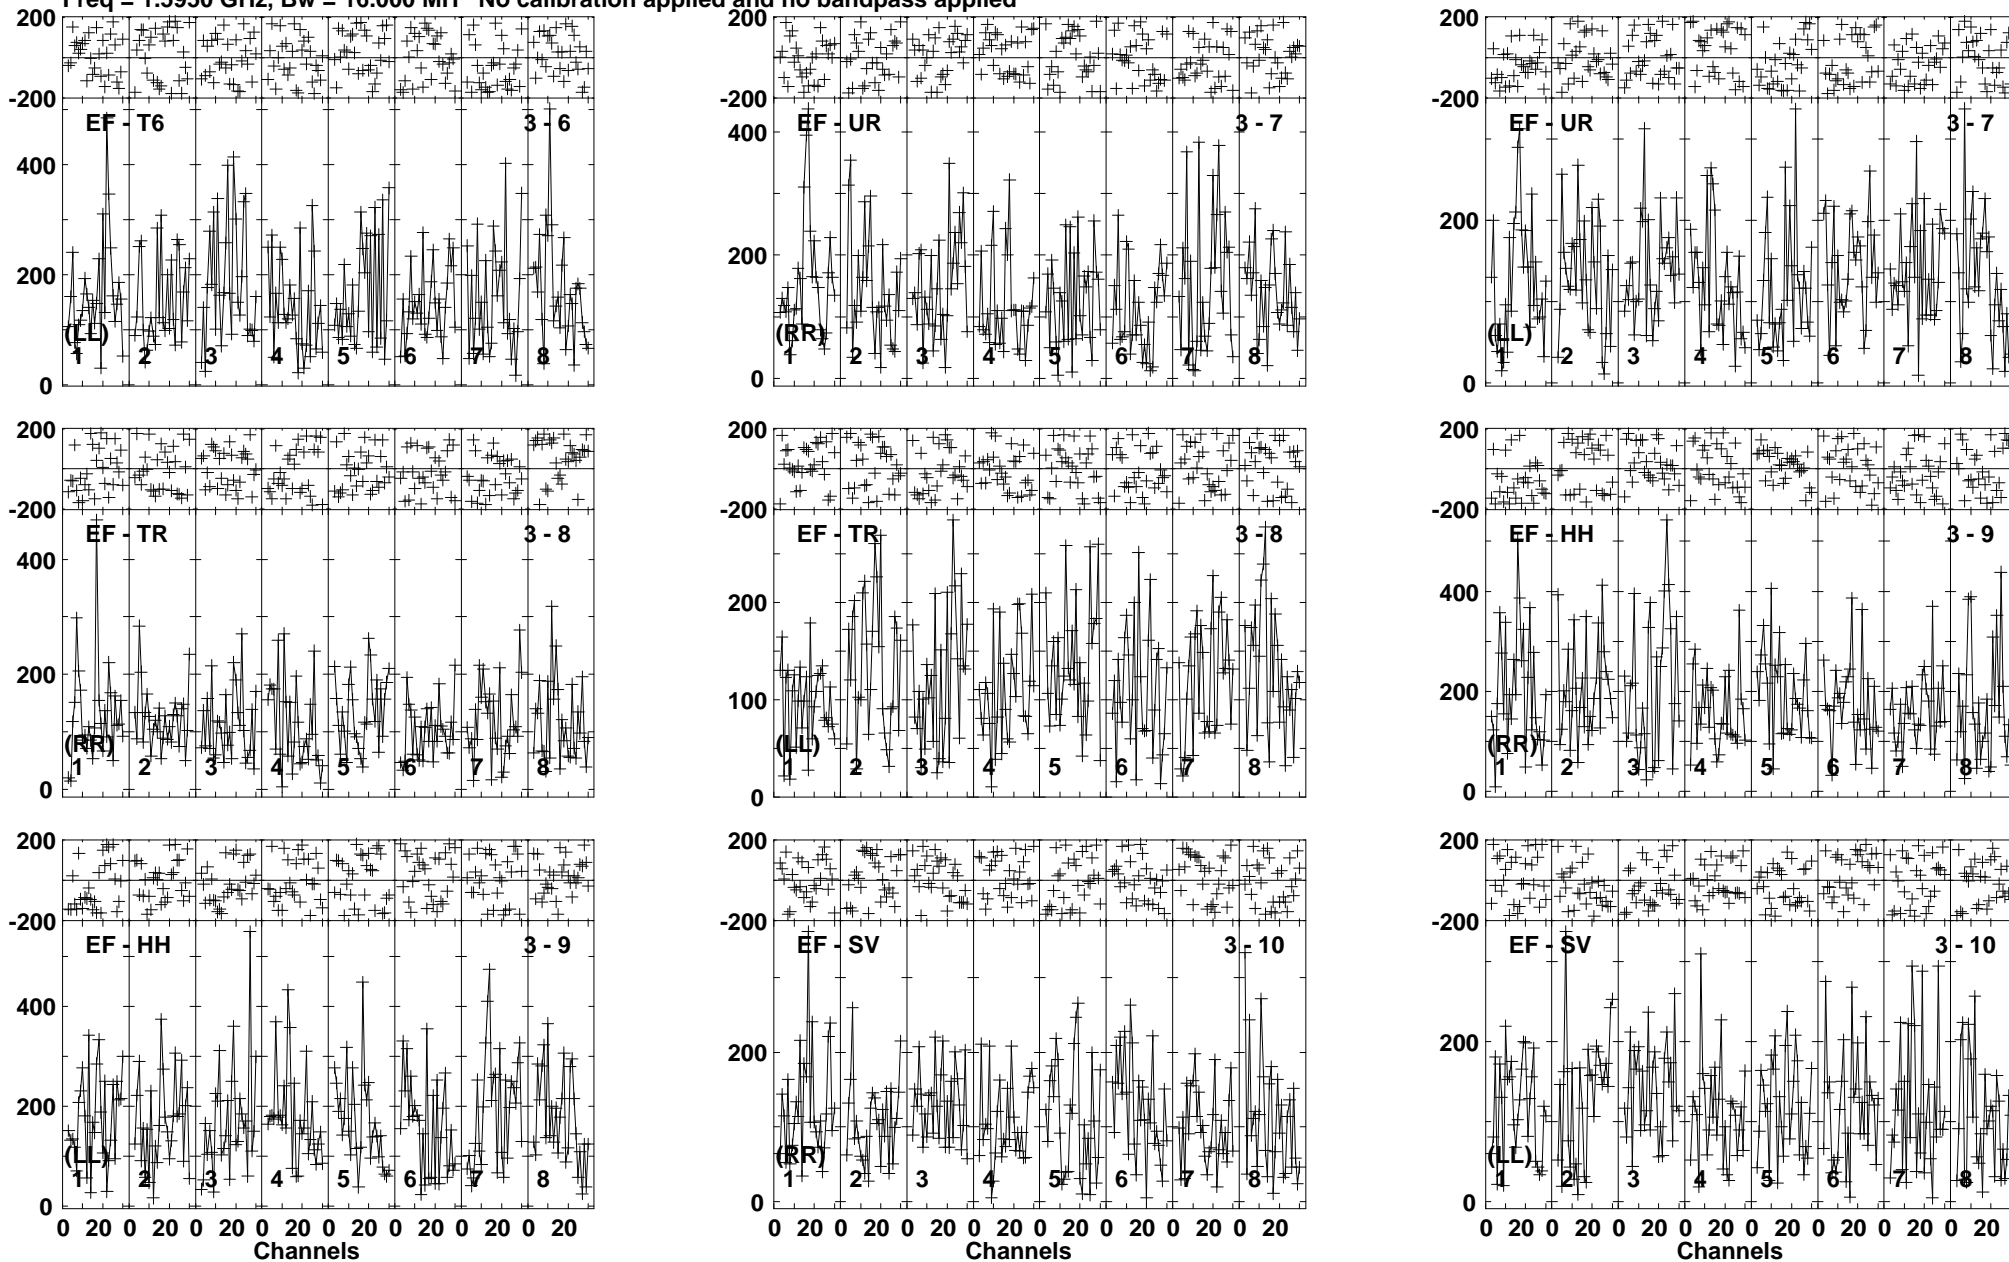 Freq = 1.5950 GHz, Bw = 16.000 MH No calibration applied and no bandpass applied
200 200 200
-200 -200 -200
EF - T6 3 - 6 EF - UR 3 - 7 EF - UR 3 - 7
400 400
200 200 200
(LL) (RR) (LL)
1 2 3 4 5 6 7 8 1 2 3 4 5 6 7 8 1 2 3 4 5 6 7 8
0 0 0
200 200 200
-200 -200 -200
EF - TR 3 - 8 EF - TR 3 - 8 EF - HH 3 - 9
400 400
200 200 200
100
(RR) (LL) (RR)
1 2 3 4 5 6 7 8 1 2 3 4 5 6 7 8 1 2 3 4 5 6 7 8
0 0 0
200 200 200
-200 -200 -200
EF - HH 3 - 9 EF - SV 3 - 10 EF - SV 3 - 10
400
200 200 200
(LL) (RR) (LL)
1 2 3 4 5 6 7 8 1 2 3 4 5 6 7 8 1 2 3 4 5 6 7 8
0 0 0
0 20 0 20 0 20 0 20 0 20 0 20 0 20 0 20 0 20 0 20 0 20 0 20 0 20 0 20 0 20 0 20 0 20 0 20 0 20 0 20 0 20 0 20 0 20 0 20
Channels Channels Channels